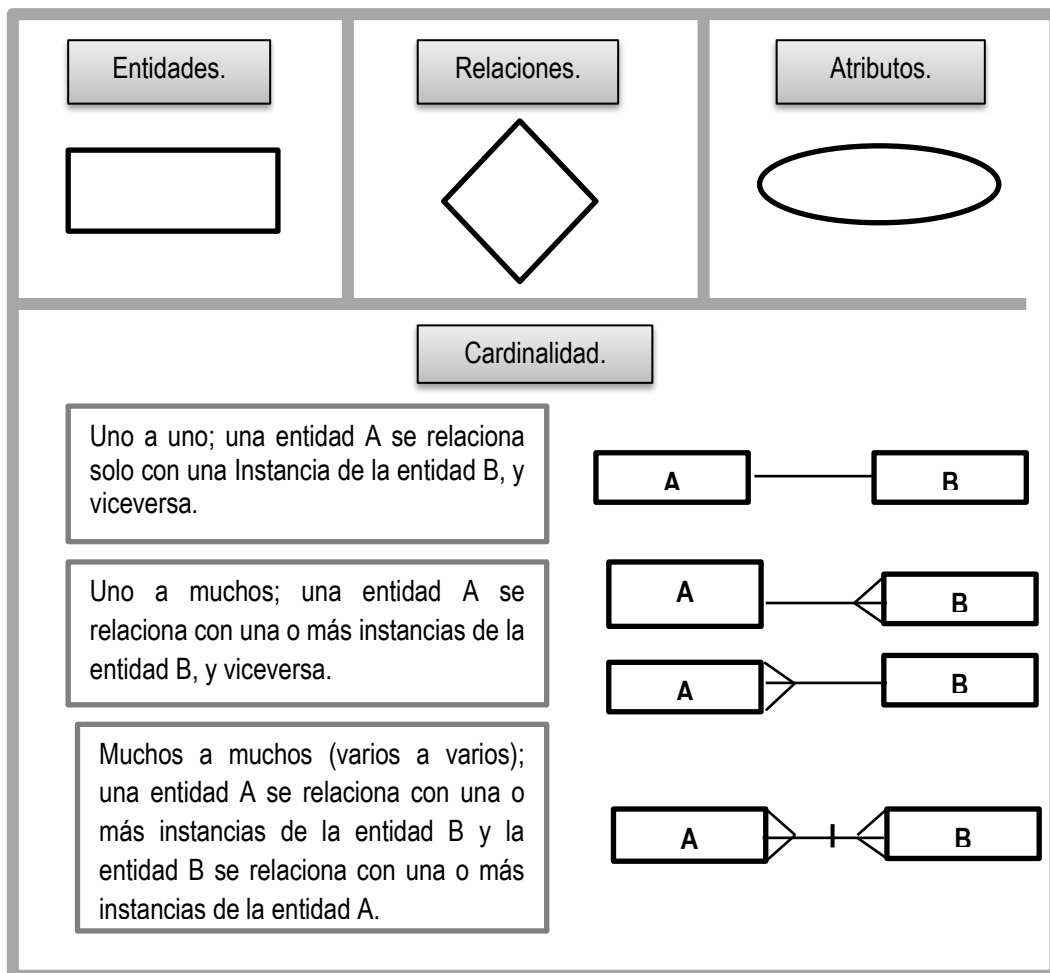 Entidades.
Relaciones.
Atributos.
Cardinalidad.
Uno a uno; una entidad A se relaciona
solo con una Instancia de la entidad B, y
viceversa.
A
B
Uno a muchos; una entidad A se
relaciona con una o más instancias de la
entidad B, y viceversa.
A
B
A
B
Muchos a muchos (varios a varios);
una entidad A se relaciona con una o
más instancias de la entidad B y la
entidad B se relaciona con una o más
instancias de la entidad A.
A
B